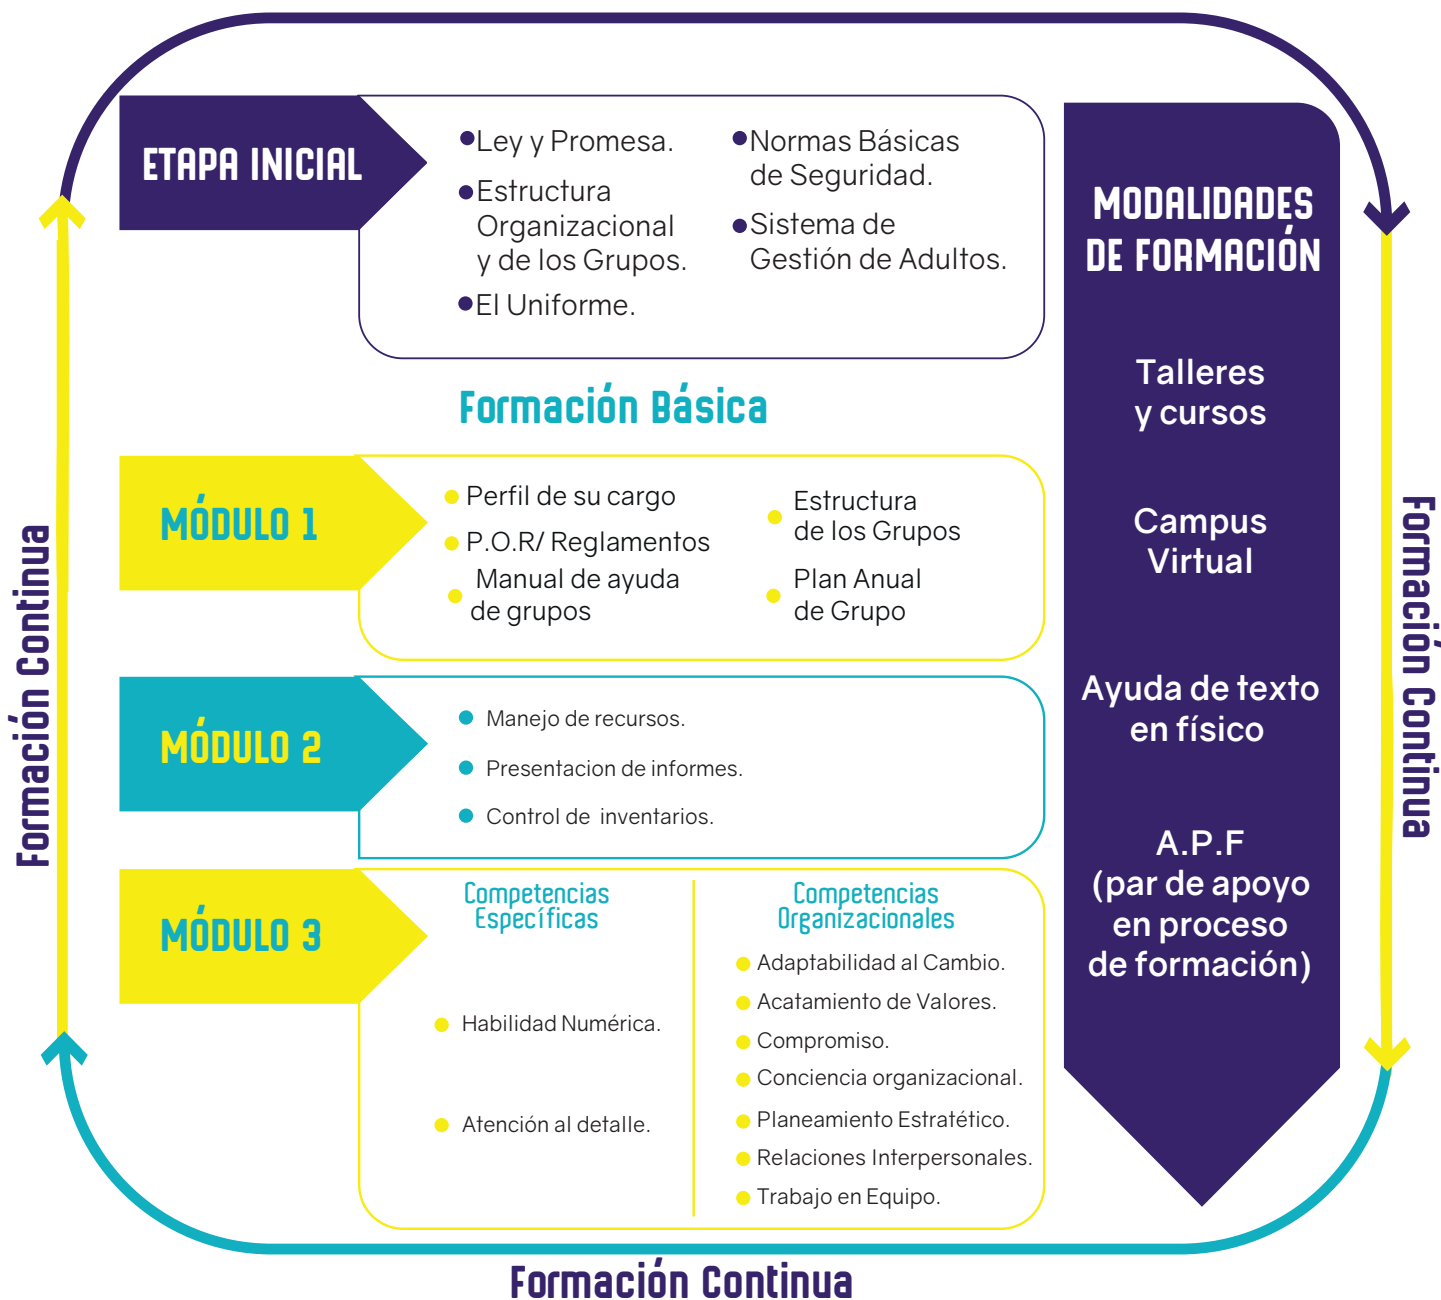 ETAPA INICIAL
Ley y Promesa.
Estructura
Organizacional
y de los Grupos.
El Uniforme.
Normas Básicas
de Seguridad.
Sistema de
Gestión de Adultos.
Formación Básica
MÓDULO 1
Perfil de su cargo
P.O.R/ Reglamentos
Manual de ayuda
de grupos
Estructura
de los Grupos
Plan Anual
de Grupo
MÓDULO 2
Manejo de recursos.
Presentacion de informes.
Control de inventarios.
MÓDULO 3
Competencias
Específicas
Habilidad Numérica.
Atención al detalle.
Competencias
Organizacionales
Adaptabilidad al Cambio.
Acatamiento de Valores.
Compromiso.
Conciencia organizacional.
Planeamiento Estratético.
Relaciones Interpersonales.
Trabajo en Equipo.
MODALIDADES
DE FORMACIÓN
Talleres
y cursos
Campus
Virtual
Ayuda de texto
en físico
A.P.F
(par de apoyo
en proceso
de formación)
Formación Continua
Formación Continua
Formación Continua